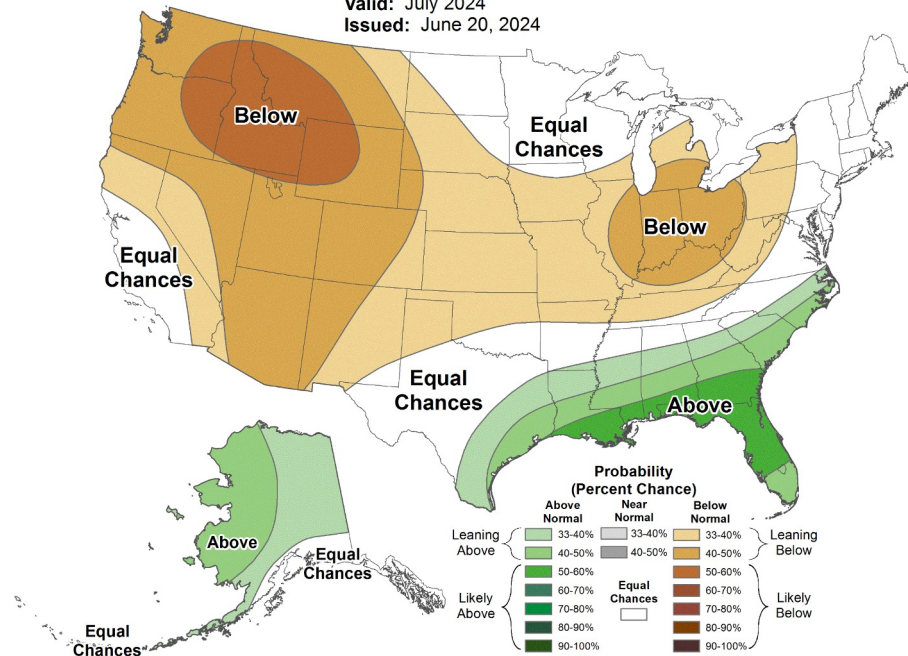 Valid: July 2024
Issued: June 20, 2024
Below
Equal
Chances
Below
Equal
Chances
Equal
Chances
Above
Above
Equal
Chances
Equal
Chances
Probability
(Percent Chance)
Above
Normal
Near
Normal
Below
Normal
Leaning
Above
33-40%
33-40%
33-40%
Leaning
Below
40-50%
40-50%
40-50%
Likely
Above
50-60%
50-60%
Likely
Below
60-70%
60-70%
Equal
Chances
70-80%
70-80%
80-90%
80-90%
90-100%
90-100%